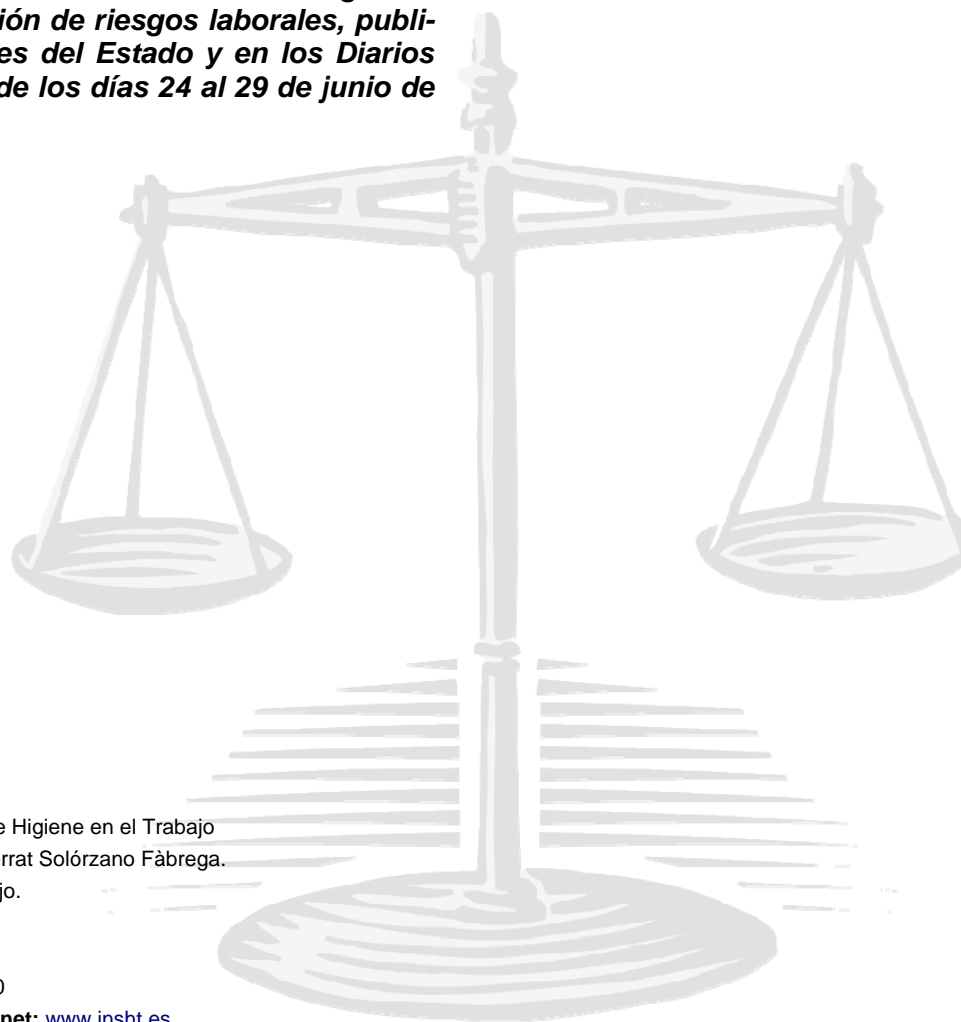 ión de riesgos laborales, publi-
es del Estado y en los Diarios
de los días 24 al 29 de junio de
e Higiene en el Trabajo
rrat Solórzano Fàbrega.
jo.
0
net: www.insht.es